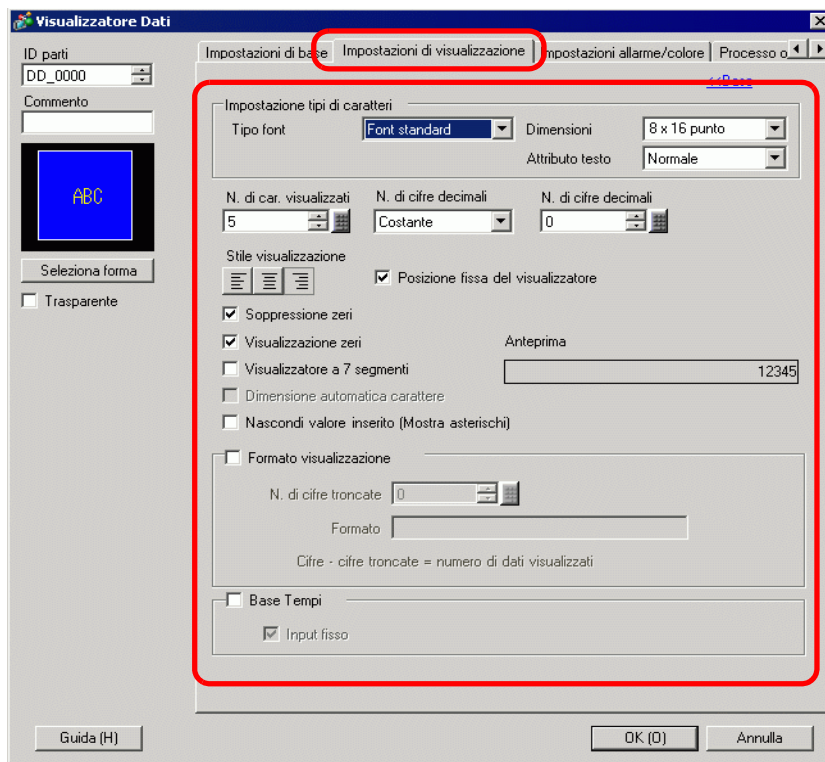 Visualizzatore Dati
ID parti
DD_0000
Commento
ABC
Seleziona forma
Trasparente
Impostazioni di base Impostazioni di visualizzazione Impostazioni allarme/colore Processo o
<<Base
Impostazione tipi di caratteri
Tipo font Font standard Dimensioni 8 x 16 punto
Attributo testo Normale
N. di car. visualizzati N. di cifre decimali N. di cifre decimali
5 Costante 0
Stile visualizzazione
Posizione fissa del visualizzatore
Soppressione zeri
Visualizzazione zeri Anteprima
Visualizzatore a 7 segmenti 12345
Dimensione automatica carattere
Nascondi valore inserito (Mostra asterischi)
Formato visualizzazione
N. di cifre troncate 0
Formato
Cifre - cifre troncate = numero di dati visualizzati
Base Tempi
Input fisso
Guida (H) OK (O) Annulla